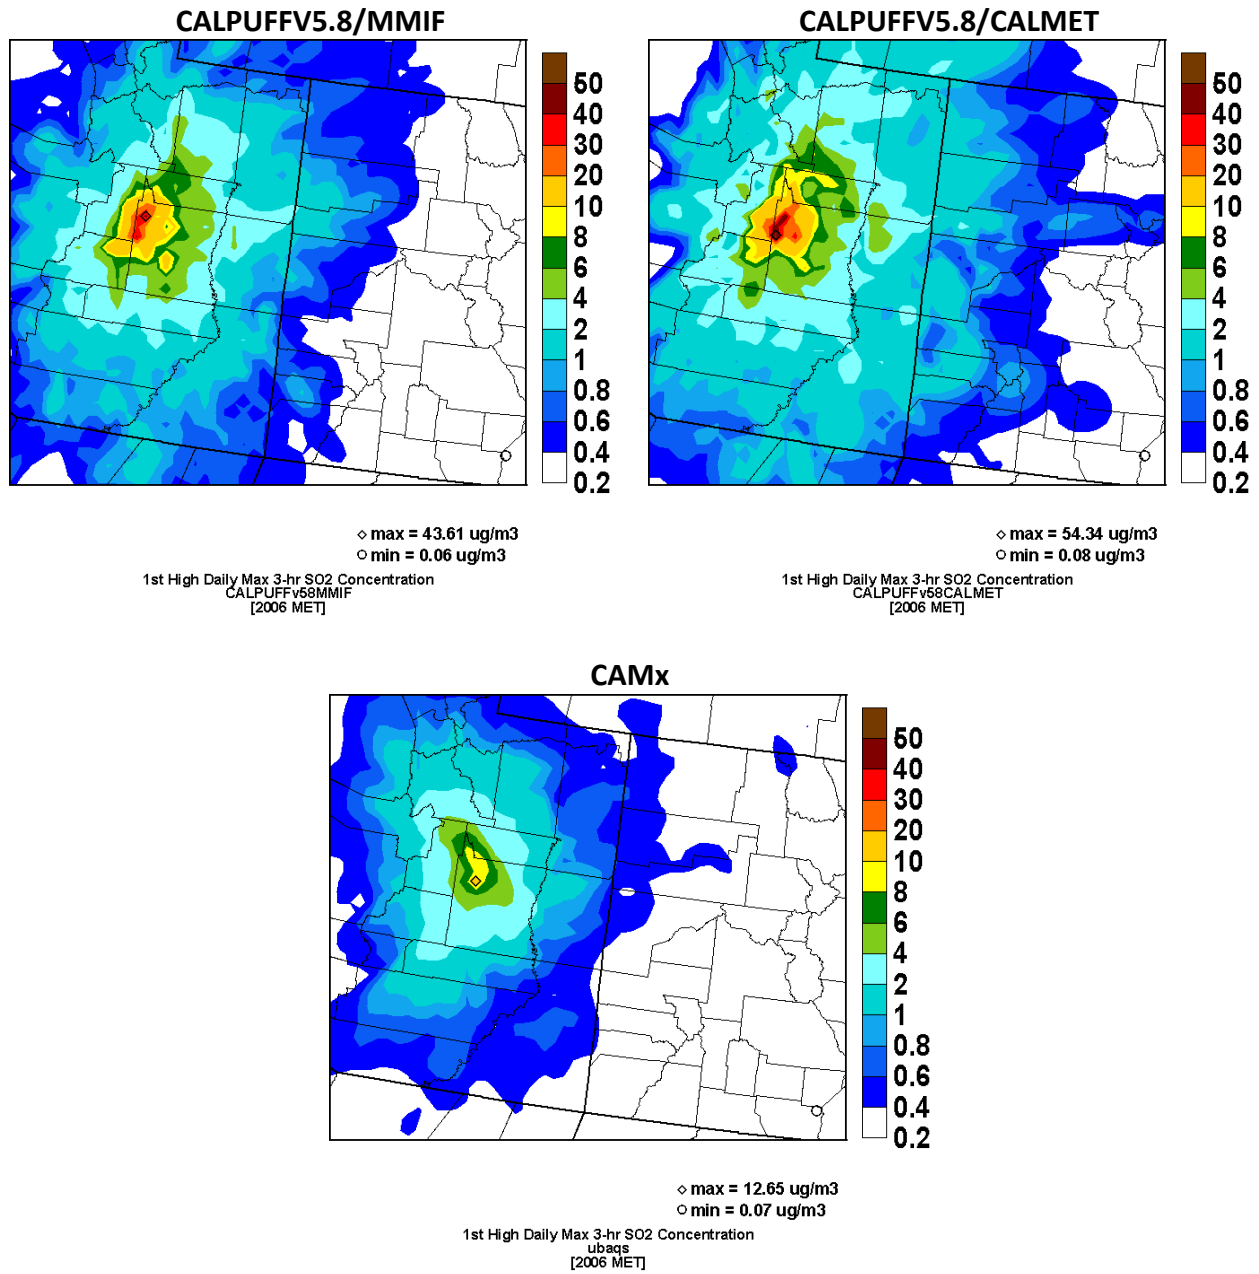 CALPUFFV5.8/MMIF
50
40
30
20
10
8
6
4
2
1
0.8
0.6
0.4
0.2
max = 43.61 ug/m3
min = 0.06 ug/m3
1st High Daily Max 3-hr SO2 Concentration
CALPUFFv58MMIF
[2006 MET]
CALPUFFV5.8/CALMET
50
40
30
20
10
8
6
4
2
1
0.8
0.6
0.4
0.2
max = 54.34 ug/m3
min = 0.08 ug/m3
1st High Daily Max 3-hr SO2 Concentration
CALPUFFv58CALMET
[2006 MET]
CAMx
50
40
30
20
10
8
6
4
2
1
0.8
0.6
0.4
0.2
max = 12.65 ug/m3
min = 0.07 ug/m3
1st High Daily Max 3-hr SO2 Concentration
ubaqs
[2006 MET]